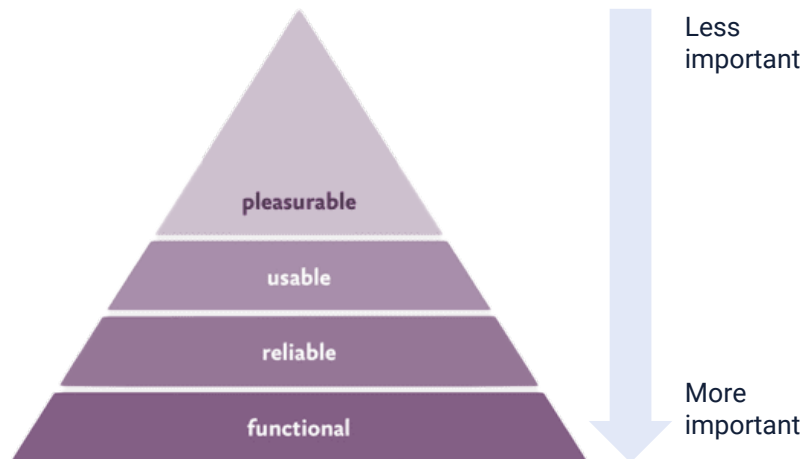 Less
important
pleasurable
usable
reliable
More
important
functional